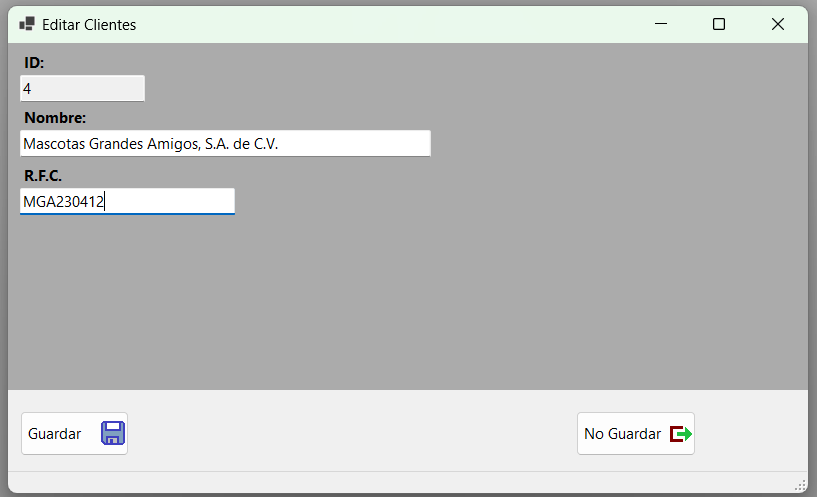 Editar Clientes
ID:
4
Nombre:
Mascotas Grandes Amigos, S.A. de C.V.
R.F.C.
MGA230412
Guardar
No Guardar